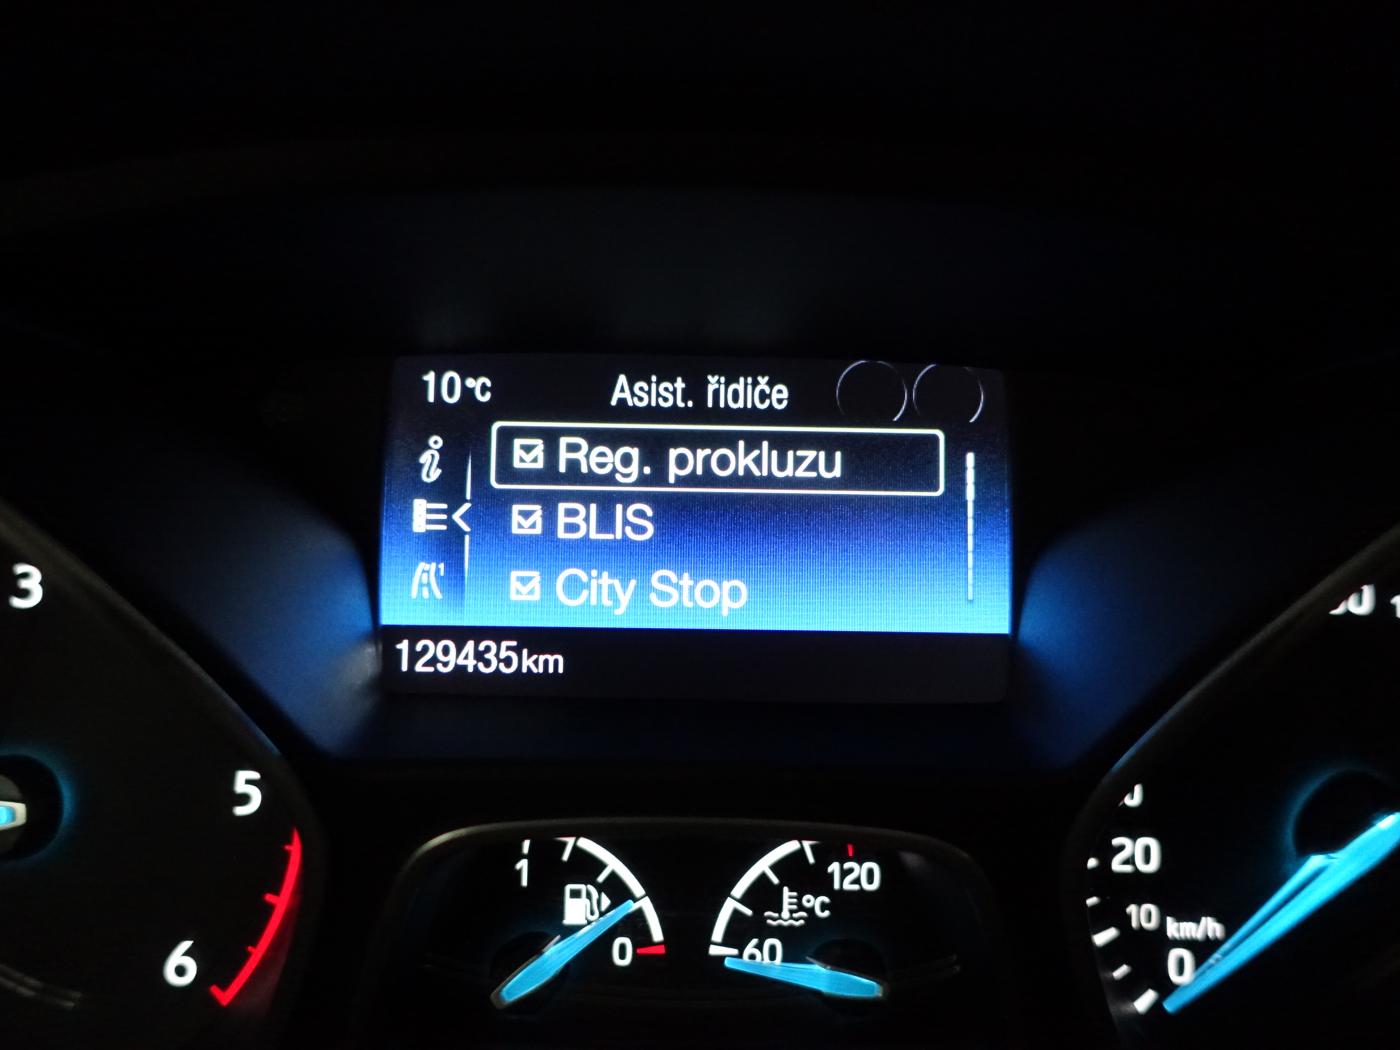 10°C Asist. řidiče
Reg. prokluzu
BLIS
City Stop
129435km
3
5
6
1
0
120
°C
60
20
10 km/h
0